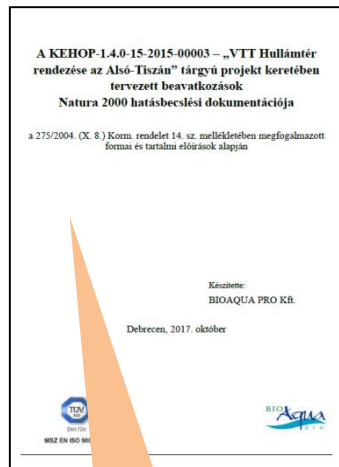 A KEHOP-1.4.0-15-2015-00003 – „VTT Hullámtér
rendezése az Alsó-Tiszán” tárgyú projekt keretében
tervezett beavatkozások
Natura 2000 hatásbecslési dokumentációja
a 275/2004. (X. 8.) Korm. rendelet 14. sz. mellékletében megfogalmazott
formai és tartalmi előírások alapján
Készítette:
BIOAQUA PRO Kft.
Debrecen, 2017. október
TÜV
ÉMI TÜV
MSZ EN ISO 900
BIO
Aqua
pro